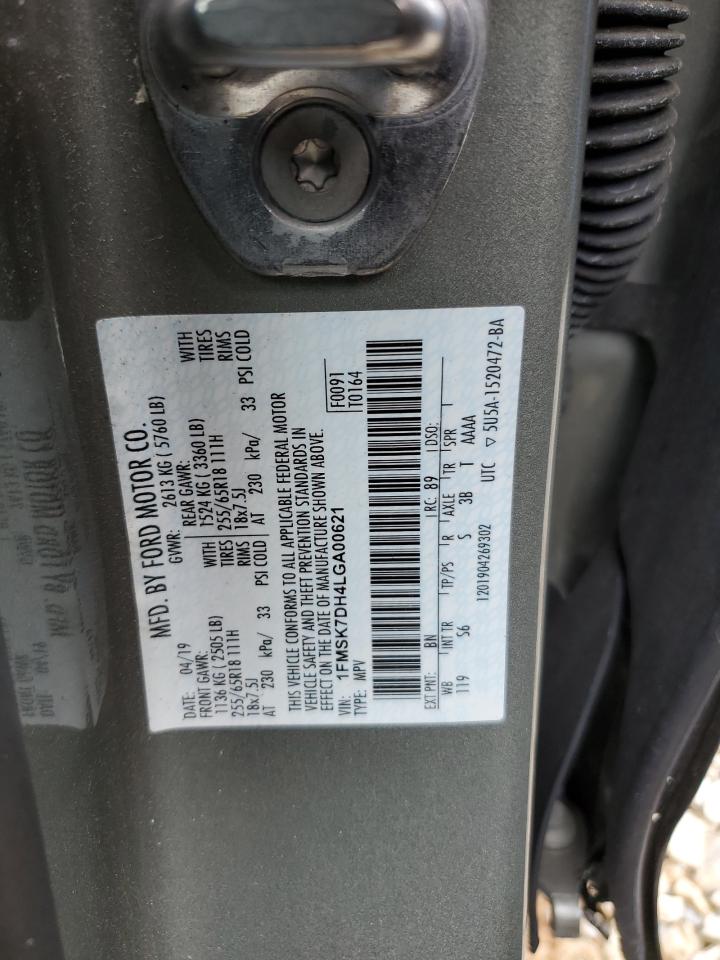 MFD. BY FORD MOTOR CO.
DATE: 04/19 GVWR: 2613 KG ( 5760 LB)
FRONT GAWR: REAR GAWR:
1136 KG ( 2505 LB) WITH 1524 KG ( 3360 LB) WITH
255/65R18 111H TIRES 255/65R18 111H TIRES
18x7.5J RIMS 18x7.5J RIMS
AT 230 kPa/ 33 PSI COLD AT 230 kPa/ 33 PSI COLD
THIS VEHICLE CONFORMS TO ALL APPLICABLE FEDERAL MOTOR
VEHICLE SAFETY AND THEFT PREVENTION STANDARDS IN
EFFECT ON THE DATE OF MANUFACTURE SHOWN ABOVE.
VIN: 1FMSK7DH4LGA00621 F0091
TYPE: MPV T0164
EXT PNT: BN RC: 89 DSO:
WB INT TR TP/PS R AXLE TR SPR
119 S6 S 3B T AAAA
1201904269302 UTC ▽ 5U5A-1520472-BA